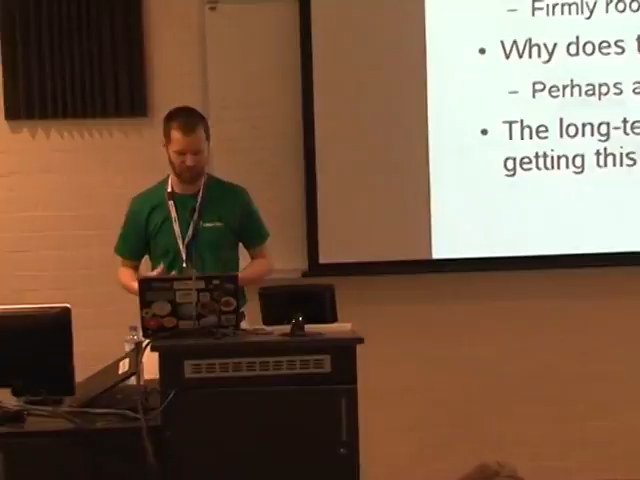 – Firmly roo
• Why does t
– Perhaps a
• The long-te
getting this